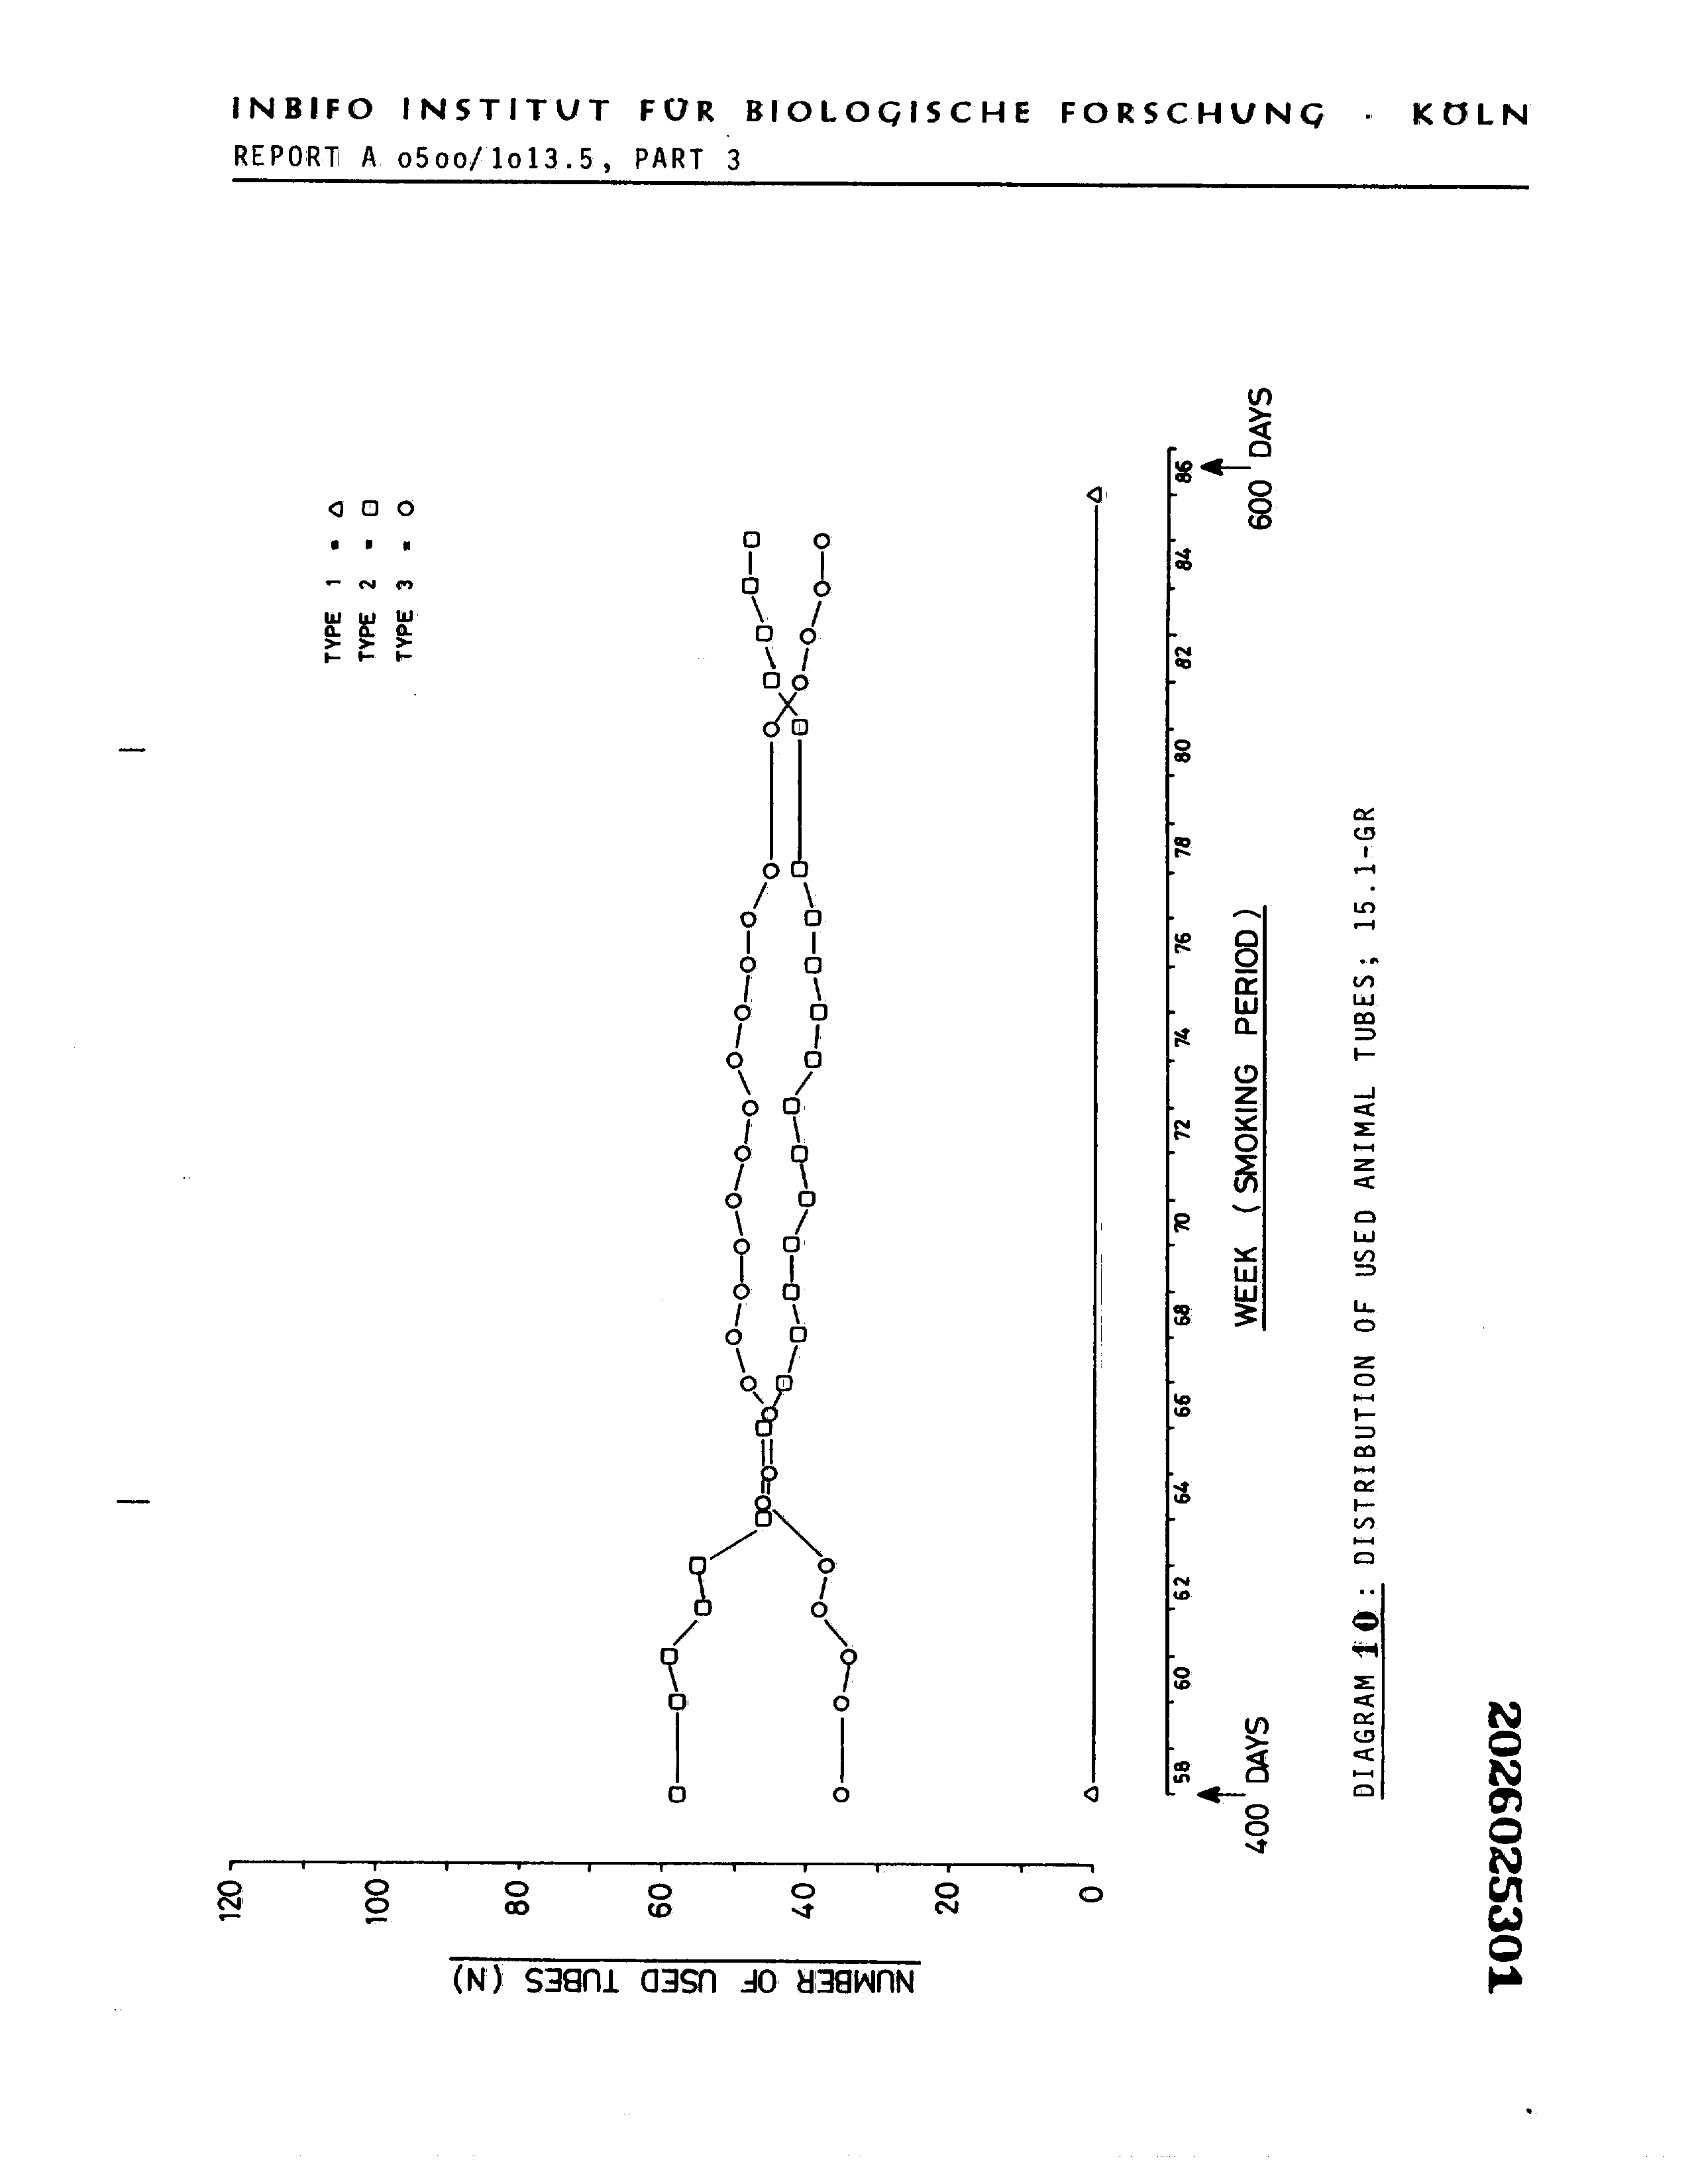 INBIFO INSTITUT FÜR BIOLOGISCHE FORSCHUNG · KÖLN
REPORT A o5oo/1o13.5, PART 3
TYPE 1 = △
TYPE 2 = □
TYPE 3 = ○
120 100 80 60 40 20 0
NUMBER OF USED TUBES (N)
58 60 62 64 66 68 70 72 74 76 78 80 82 84 86
400 DAYS
600 DAYS
WEEK (SMOKING PERIOD)
DIAGRAM 10: DISTRIBUTION OF USED ANIMAL TUBES; 15.1-GR
2026025301